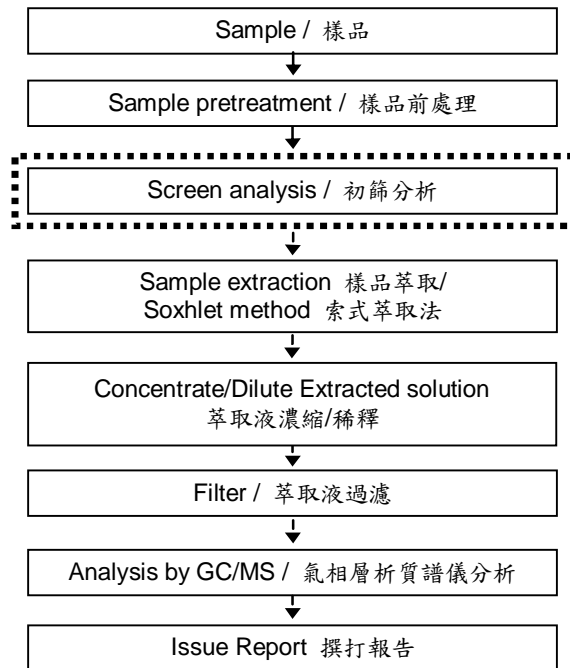 Sample / 樣品
Sample pretreatment / 樣品前處理
Screen analysis / 初篩分析
Sample extraction 樣品萃取/
Soxhlet method 索式萃取法
Concentrate/Dilute Extracted solution
萃取液濃縮/稀釋
Filter / 萃取液過濾
Analysis by GC/MS / 氣相層析質譜儀分析
Issue Report 撰打報告